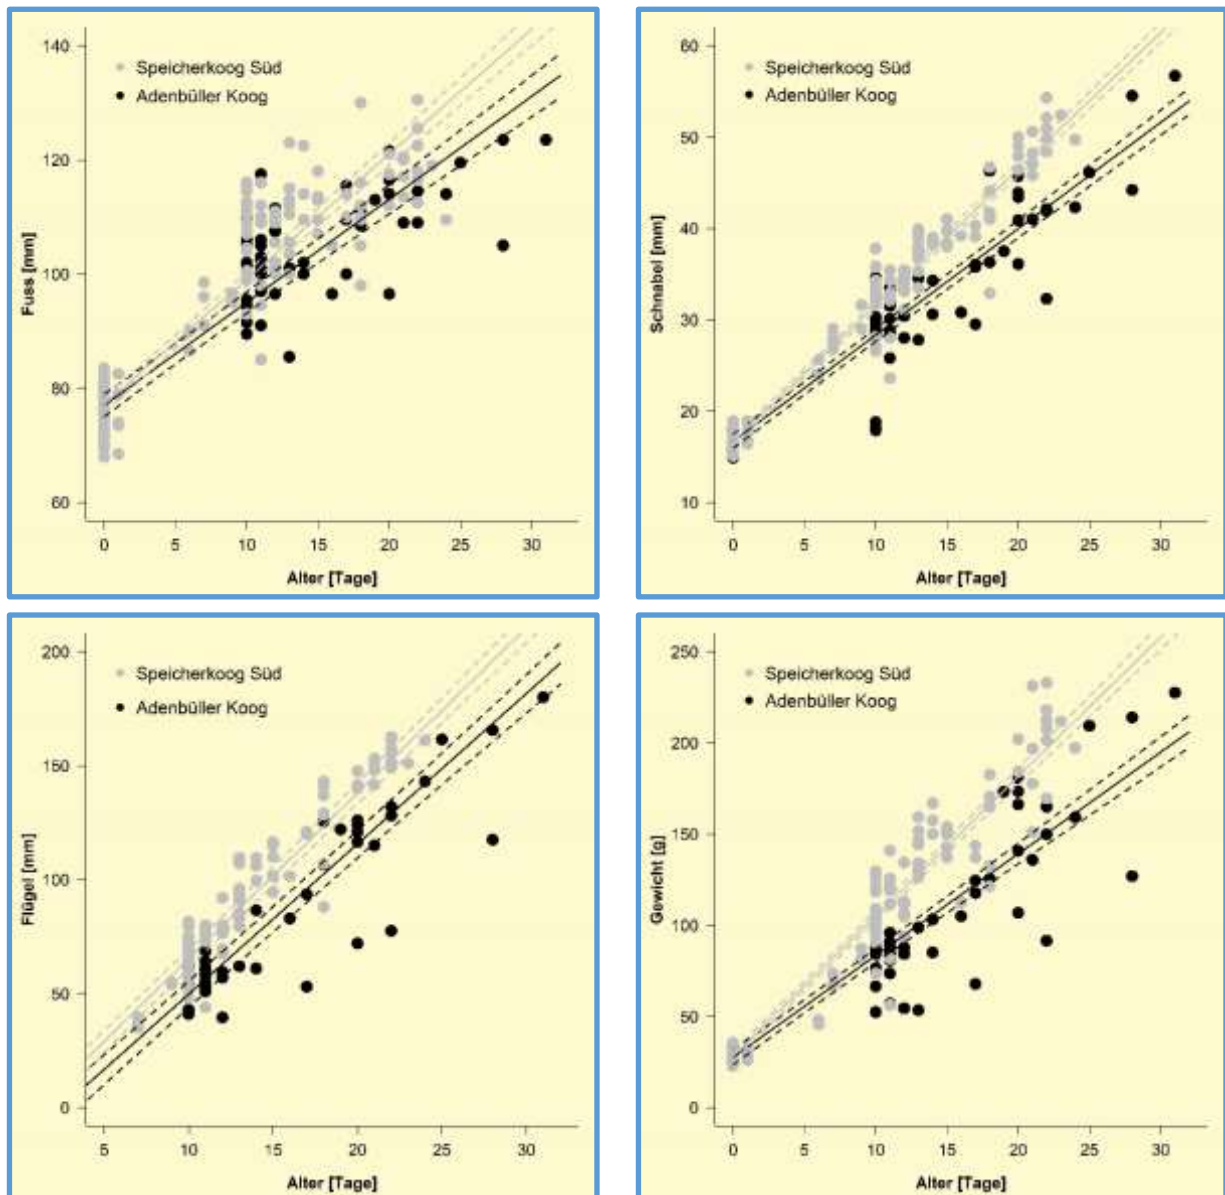 140
120
100
80
60
Fuss [mm]
Speicherkoog Süd
Adenbüller Koog
0 5 10 15 20 25 30
Alter [Tage]
60
50
40
30
20
10
Schnabel [mm]
Speicherkoog Süd
Adenbüller Koog
0 5 10 15 20 25 30
Alter [Tage]
200
150
100
50
0
Flügel [mm]
Speicherkoog Süd
Adenbüller Koog
5 10 15 20 25 30
Alter [Tage]
250
200
150
100
50
0
Gewicht [g]
Speicherkoog Süd
Adenbüller Koog
0 5 10 15 20 25 30
Alter [Tage]